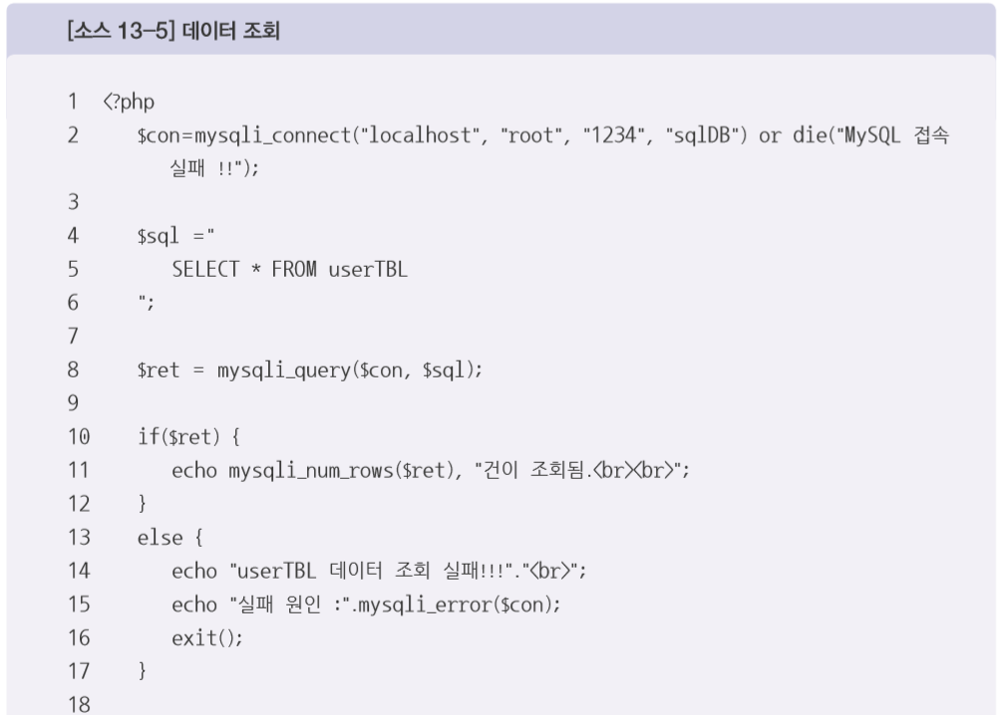 [소스 13-5] 데이터 조회
1 <?php
2 $con=mysqli_connect("localhost", "root", "1234", "sqlDB") or die("MySQL 접속
실패 !!");
3
4 $sql ="
5 SELECT * FROM userTBL
6 ";
7
8 $ret = mysqli_query($con, $sql);
9
10 if($ret) {
11 echo mysqli_num_rows($ret), "건이 조회됨.<br><br>";
12 }
13 else {
14 echo "userTBL 데이터 조회 실패!!!"."<br>";
15 echo "실패 원인 :".mysqli_error($con);
16 exit();
17 }
18